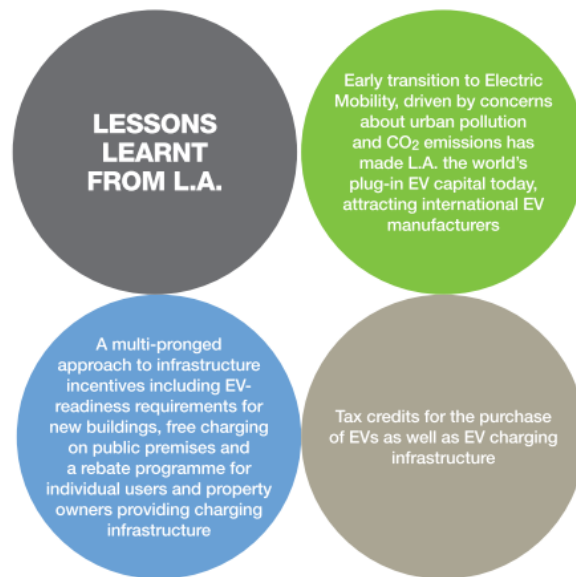 LESSONS
LEARNT
FROM L.A.
Early transition to Electric
Mobility, driven by concerns
about urban pollution
and CO₂ emissions has
made L.A. the world's
plug-in EV capital today,
attracting international EV
manufacturers
A multi-pronged
approach to infrastructure
incentives including EV-
readiness requirements for
new buildings, free charging
on public premises and
a rebate programme for
individual users and property
owners providing charging
infrastructure
Tax credits for the purchase
of EVs as well as EV charging
infrastructure